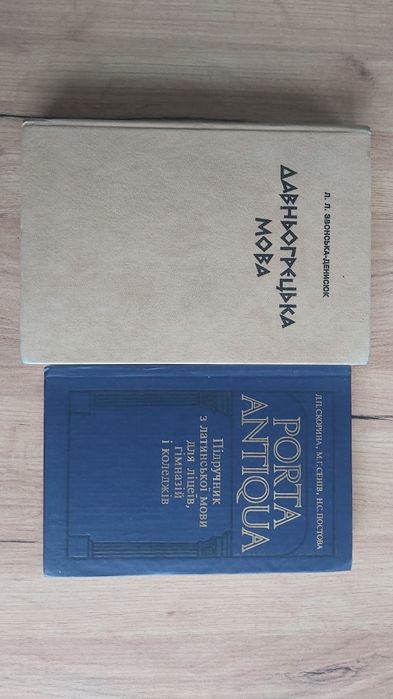 Л. Л. ЗВОНСЬКА-ДЕНИСЮК
ДАВНЬОГРЕЦЬКА
МОВА
Л.П. СКОРИНА, М. Г. СЕНІВ, Н.С. ПОСТОВА
PORTA
ANTIQUA
Підручник
з латинської мови
для ліцеїв,
гімназій
і коледжів